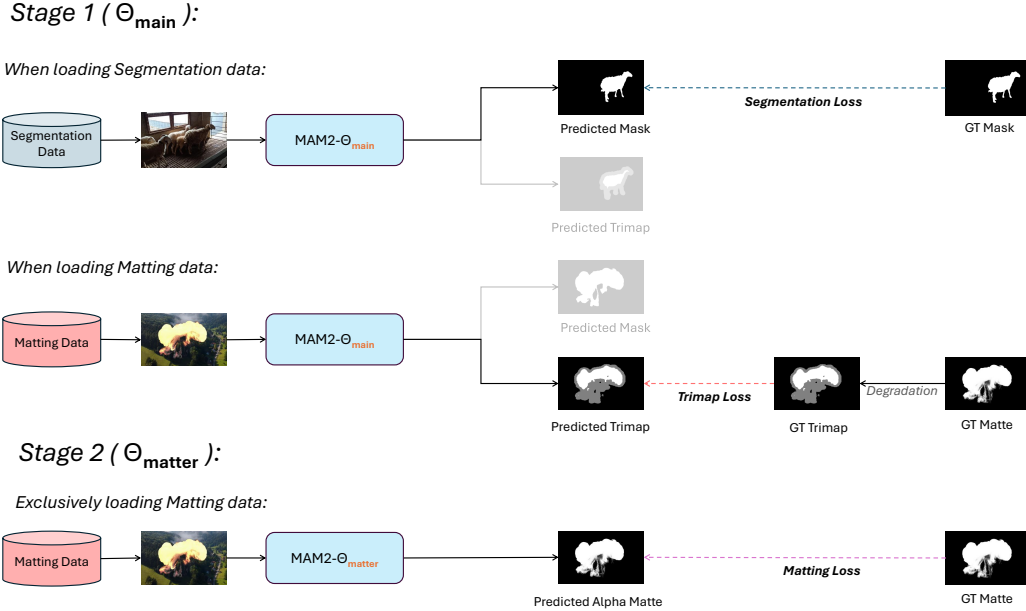 Stage 1 ( Θmain ):
When loading Segmentation data:
Segmentation
Data
MAM2-Θmain
Predicted Mask
Segmentation Loss
GT Mask
Predicted Trimap
When loading Matting data:
Matting Data
MAM2-Θmain
Predicted Mask
Predicted Trimap
Trimap Loss
GT Trimap
Degradation
GT Matte
Stage 2 ( Θmatter ):
Exclusively loading Matting data:
Matting Data
MAM2-Θmatter
Predicted Alpha Matte
Matting Loss
GT Matte